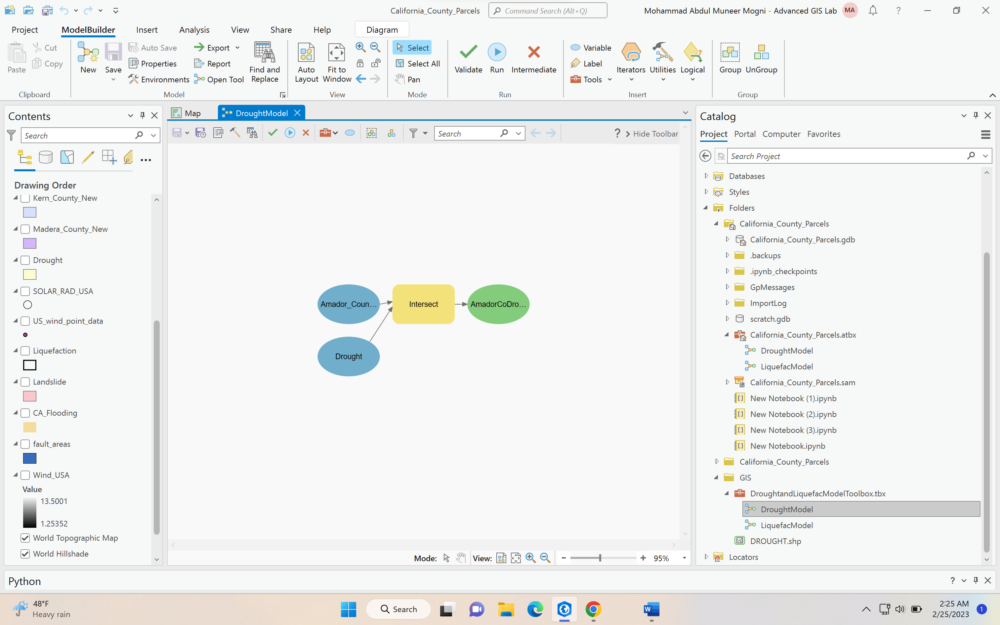 California_County_Parcels
Command Search (Alt+Q)
Mohammad Abdul Muneer Mogni - Advanced GIS Lab
MA
?
Project
ModelBuilder
Insert
Analysis
View
Share
Help
Diagram
Paste
Cut
Copy
Clipboard
New
Save
Auto Save
Properties
Environments
Export
Report
Open Tool
Find and
Replace
Model
Auto
Layout
Fit to
Window
View
Select
Select All
Pan
Mode
Validate
Run
Intermediate
Run
Variable
Label
Tools
Iterators
Utilities
Logical
Insert
Group
UnGroup
Group
Contents
Search
Drawing Order
Kern_County_New
Madera_County_New
Drought
SOLAR_RAD_USA
US_wind_point_data
Liquefaction
Landslide
CA_Flooding
fault_areas
Wind_USA
Value
13.5001
1.25352
World Topographic Map
World Hillshade
Map
DroughtModel
Search
?
Hide Toolbar
Amador_Coun...
Intersect
AmadorCoDro...
Drought
Mode:
View:
95%
Catalog
Project
Portal
Computer
Favorites
Search Project
Databases
Styles
Folders
California_County_Parcels
California_County_Parcels.gdb
.backups
.ipynb_checkpoints
GpMessages
ImportLog
scratch.gdb
California_County_Parcels.atbx
DroughtModel
LiquefacModel
California_County_Parcels.sam
New Notebook (1).ipynb
New Notebook (2).ipynb
New Notebook (3).ipynb
New Notebook.ipynb
California_County_Parcels
GIS
DroughtandLiquefacModelToolbox.tbx
DroughtModel
LiquefacModel
DROUGHT.shp
Locators
Python
?
48°F
Heavy rain
Search
2:25 AM
2/25/2023
1